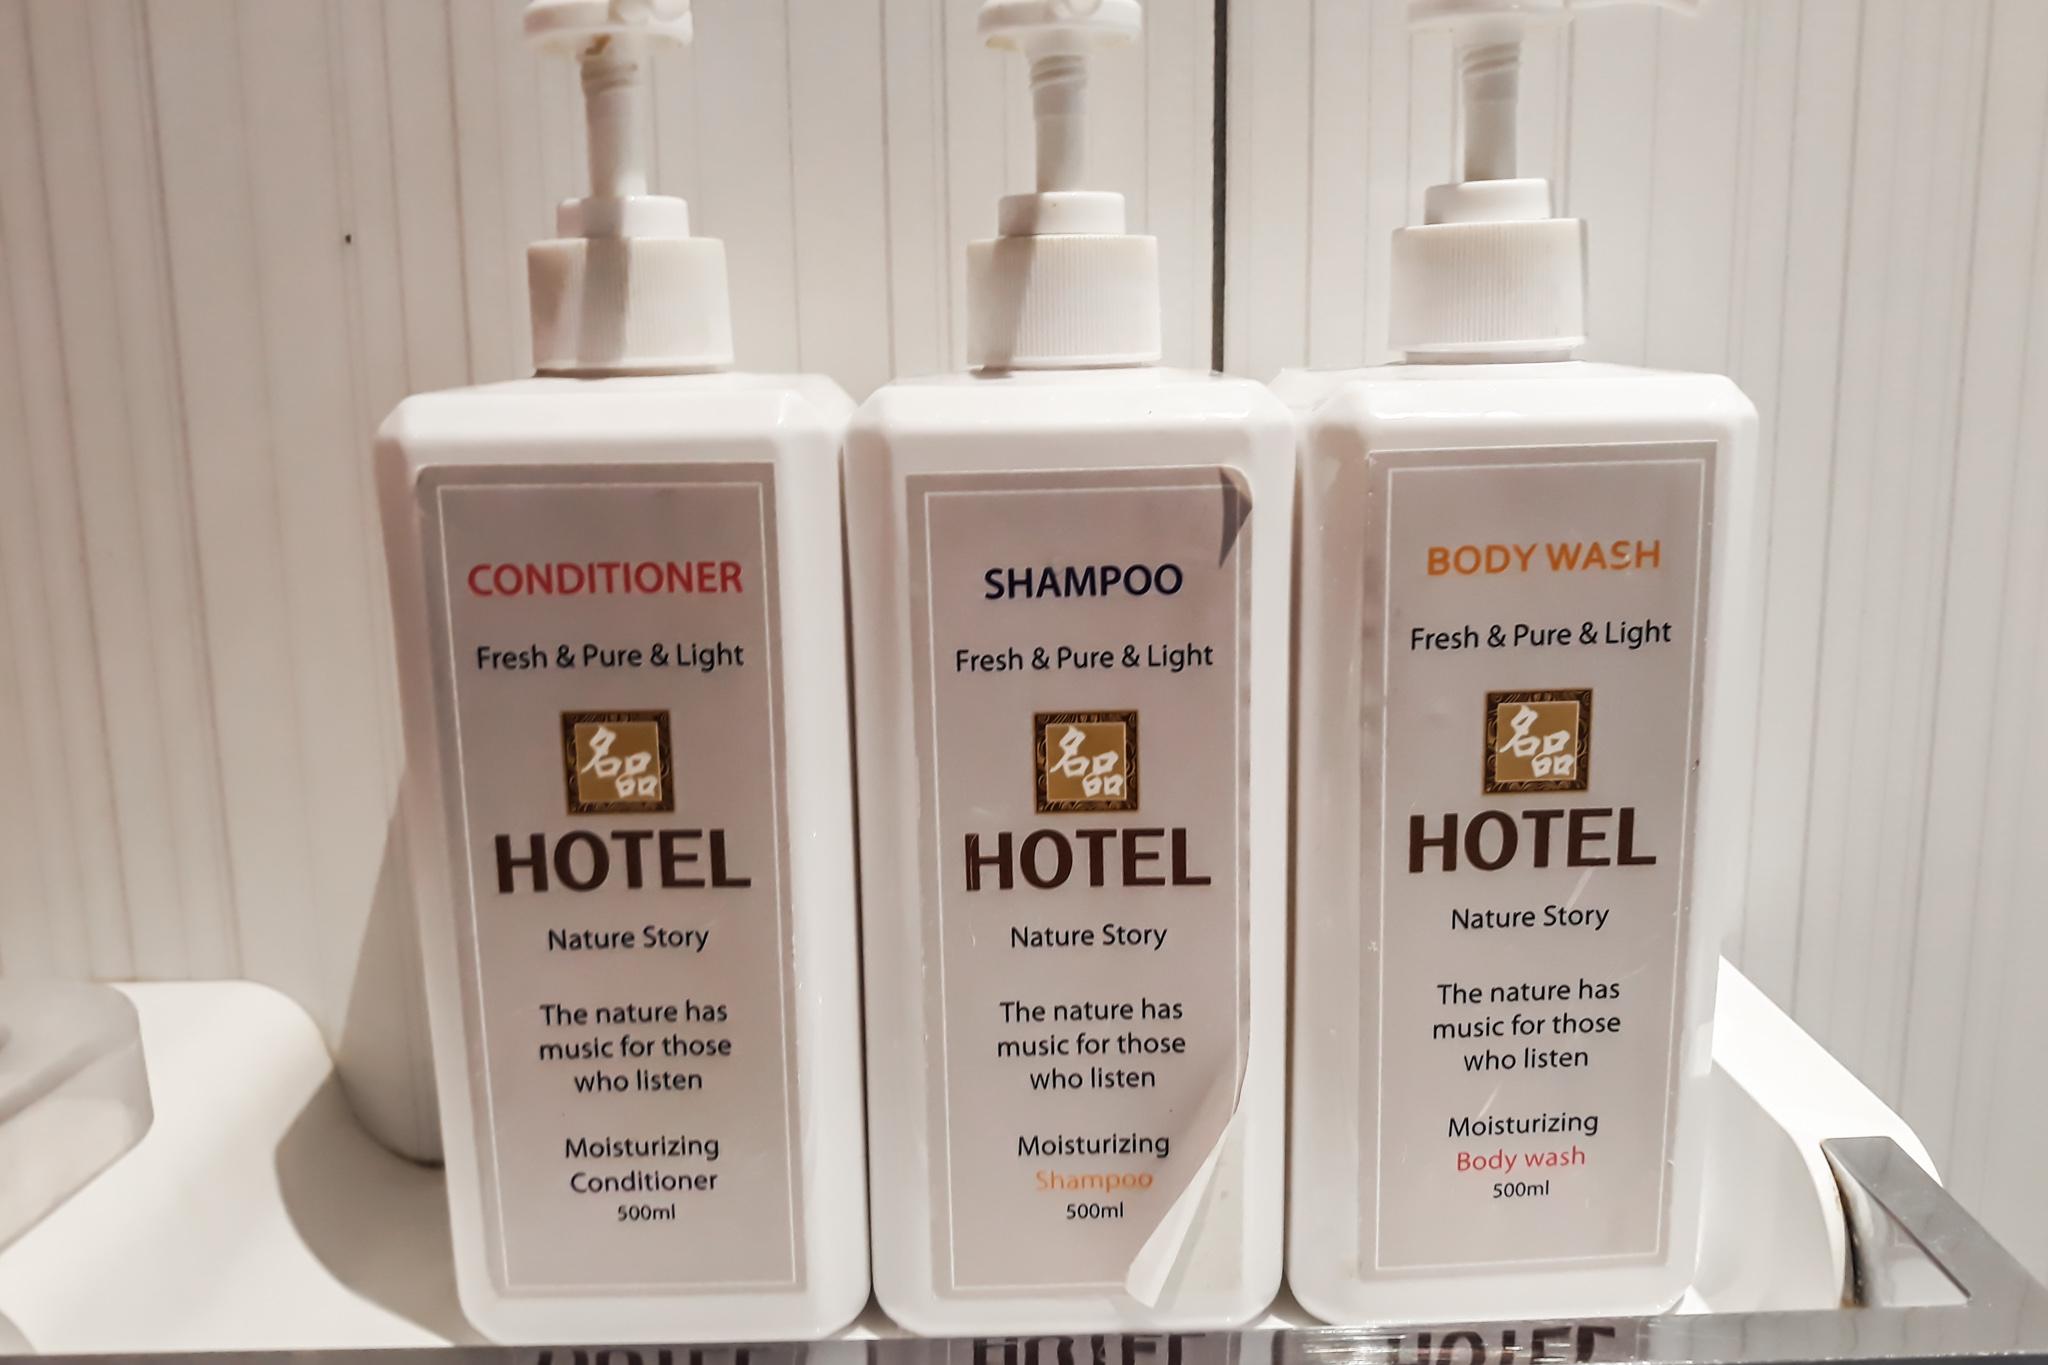 CONDITIONER
Fresh & Pure & Light
名品
HOTEL
Nature Story
The nature has
music for those
who listen
Moisturizing
Conditioner
500ml
SHAMPOO
Fresh & Pure & Light
名品
HOTEL
Nature Story
The nature has
music for those
who listen
Moisturizing
Shampoo
500ml
BODY WASH
Fresh & Pure & Light
名品
HOTEL
Nature Story
The nature has
music for those
who listen
Moisturizing
Body wash
500ml
HOTEL
HOTEL
HOTEL